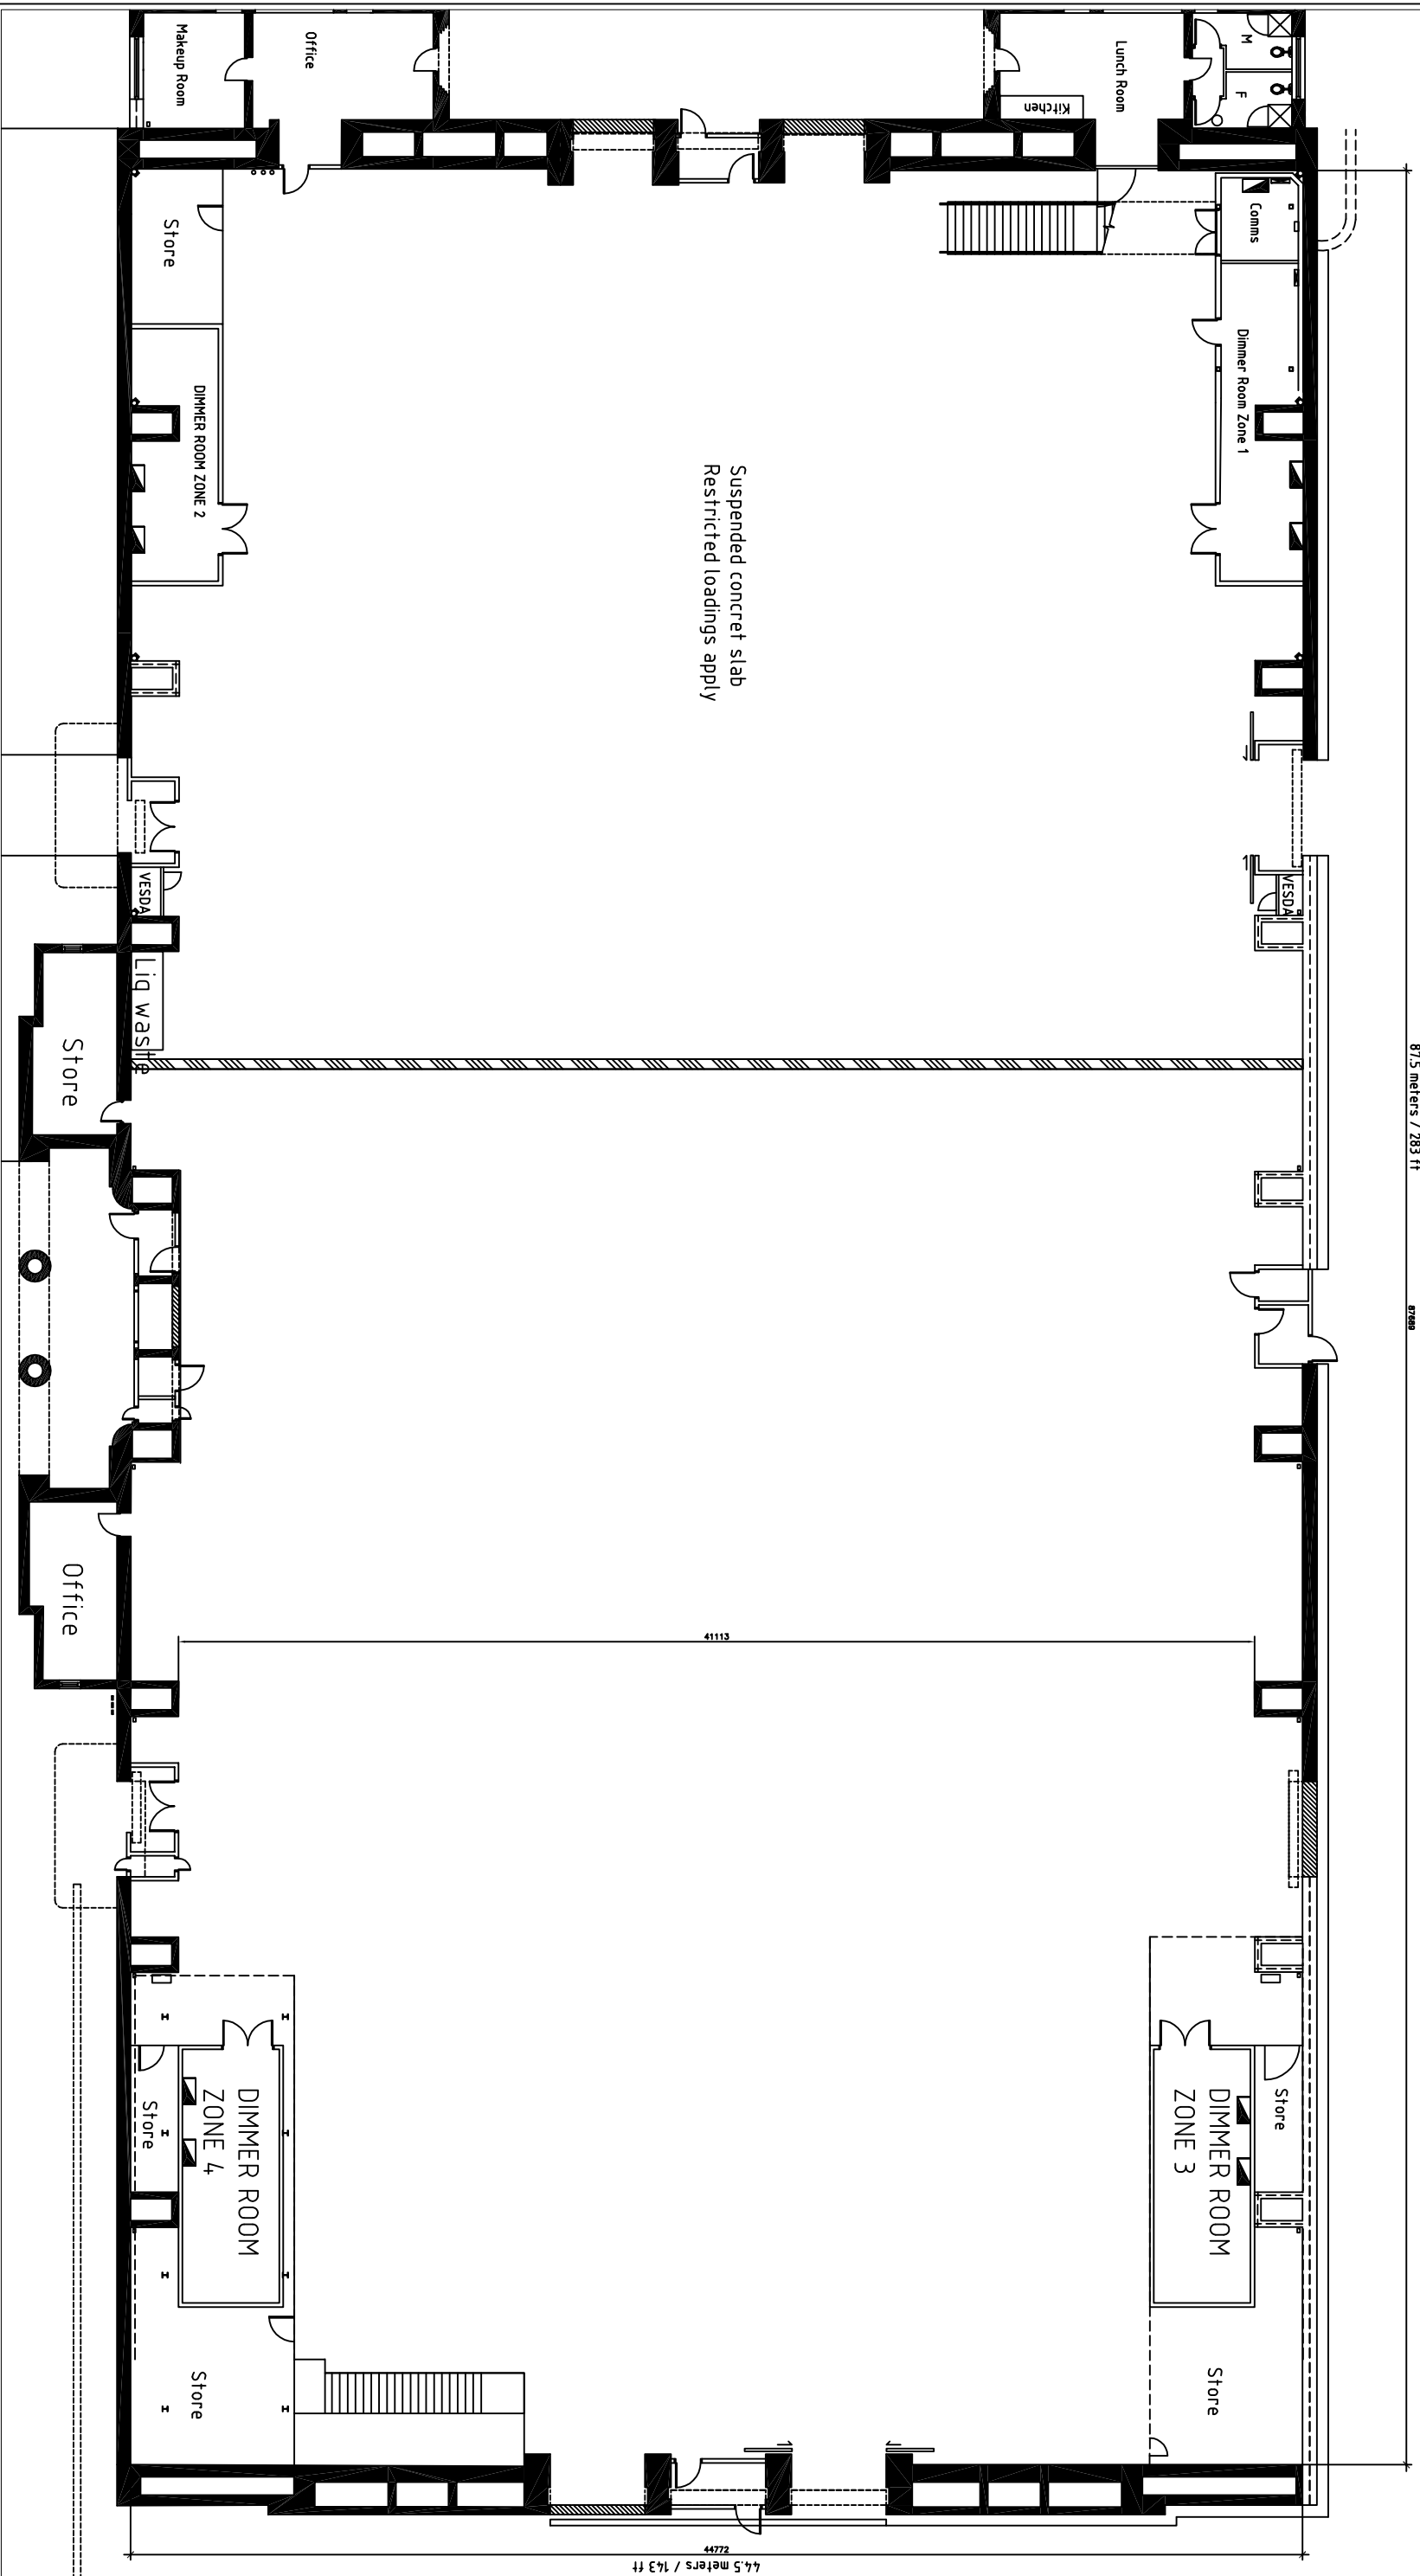 Makeup Room
Office
Lunch Room
Kitchen
M
F
Store
Comms
Dimmer Room Zone 1
DIMMER ROOM ZONE 2
Suspended concret slab
Restricted loadings apply
VESDA
VESDA
Liq waste
Store
87.5 meters / 283 ft
87689
Office
41113
DIMMER ROOM
ZONE 4
Store
DIMMER ROOM
ZONE 3
Store
Store
Store
44772
44.5 meters / 143 ft